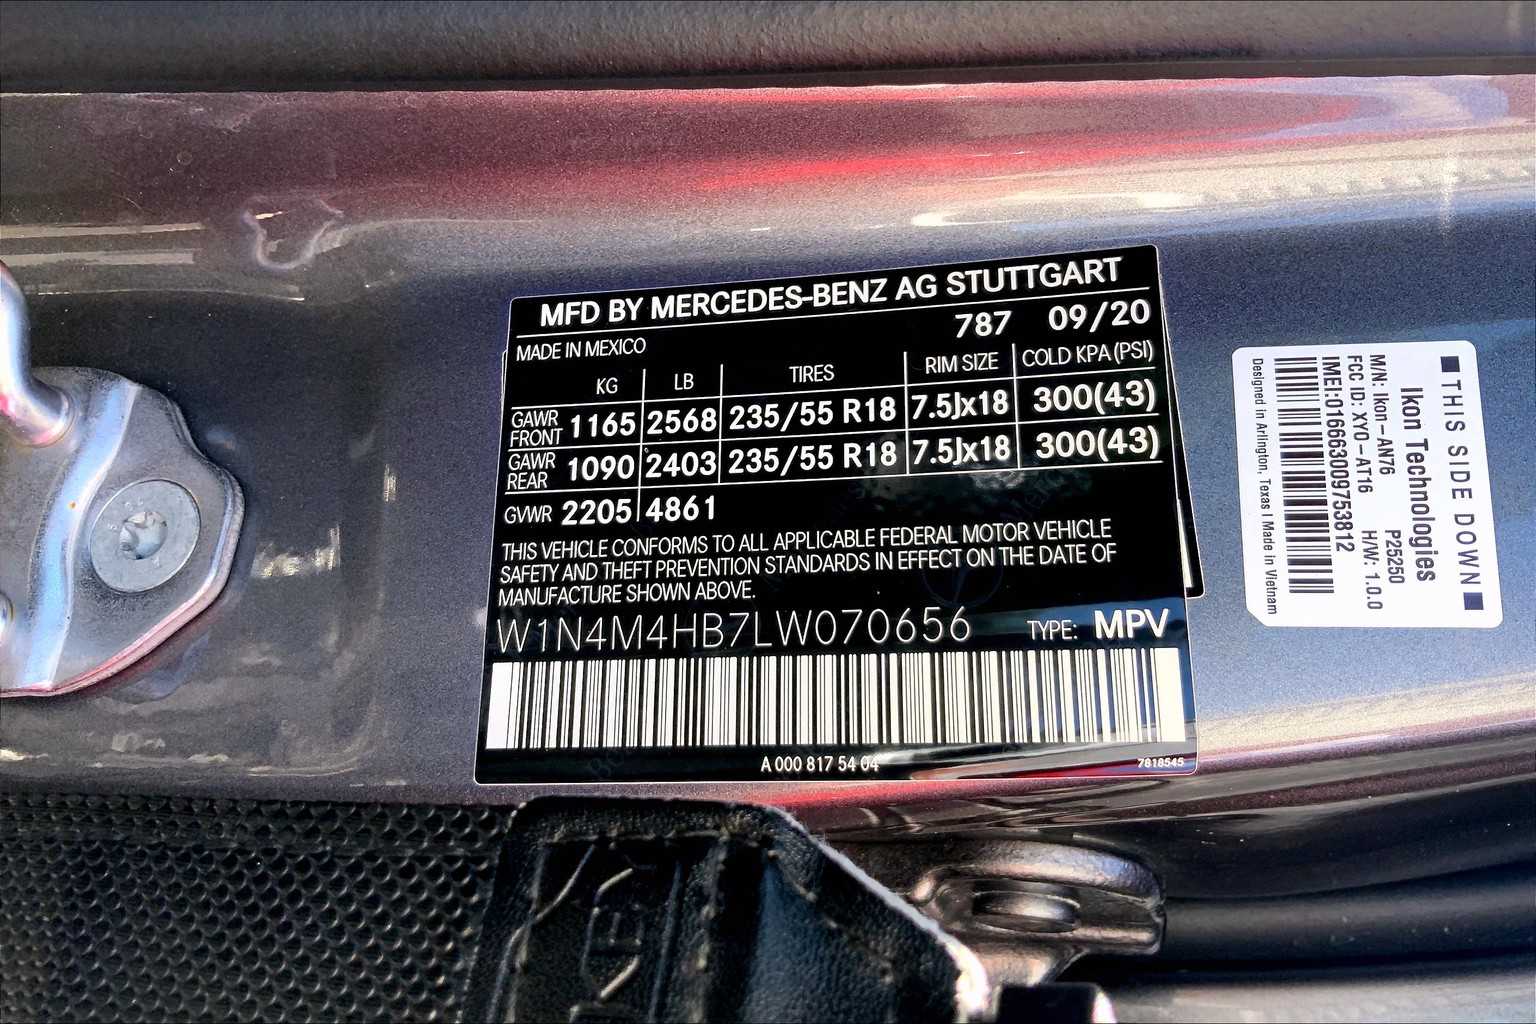 MFD BY MERCEDES-BENZ AG STUTTGART
787 09/20
MADE IN MEXICO
KG LB TIRES RIM SIZE COLD KPA (PSI)
GAWR FRONT 1165 2568 235/55 R18 7.5Jx18 300(43)
GAWR REAR 1090 2403 235/55 R18 7.5Jx18 300(43)
GVWR 2205 4861
THIS VEHICLE CONFORMS TO ALL APPLICABLE FEDERAL MOTOR VEHICLE
SAFETY AND THEFT PREVENTION STANDARDS IN EFFECT ON THE DATE OF
MANUFACTURE SHOWN ABOVE.
W1N4M4HB7LW070656 TYPE: MPV
A 000 817 54 04
7818545
THIS SIDE DOWN
Ikon Technologies
M/N: Ikon-AN76 P25250
FCC ID: XYO-AT16 H/W: 1.0.0
IMEI:016663009753812
Designed in Arlington, Texas | Made in Vietnam